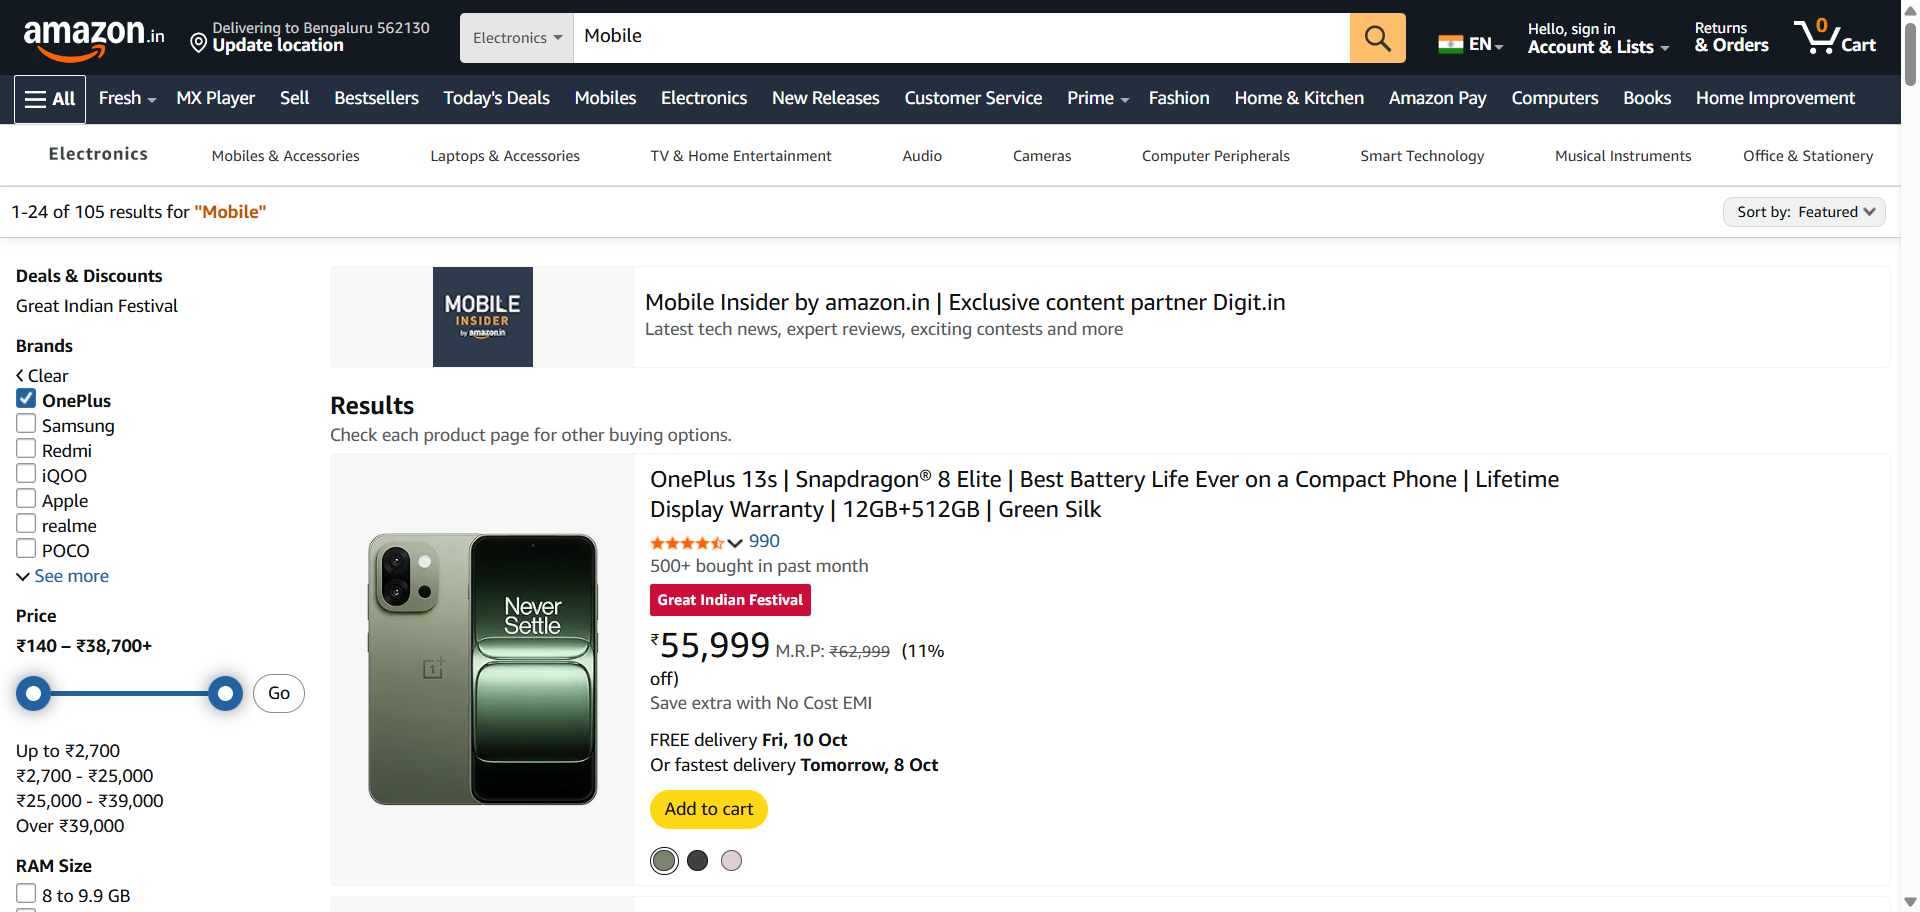 amazon.in
Delivering to Bengaluru 562130
Update location
Electronics
Mobile
EN
Hello, sign in
Account & Lists
Returns
& Orders
0
Cart
All
Fresh
MX Player
Sell
Bestsellers
Today's Deals
Mobiles
Electronics
New Releases
Customer Service
Prime
Fashion
Home & Kitchen
Amazon Pay
Computers
Books
Home Improvement
Electronics
Mobiles & Accessories
Laptops & Accessories
TV & Home Entertainment
Audio
Cameras
Computer Peripherals
Smart Technology
Musical Instruments
Office & Stationery
1-24 of 105 results for "Mobile"
Sort by: Featured
Deals & Discounts
Great Indian Festival
Brands
Clear
OnePlus
Samsung
Redmi
iQOO
Apple
realme
POCO
See more
Price
₹140 – ₹38,700+
Go
Up to ₹2,700
₹2,700 - ₹25,000
₹25,000 - ₹39,000
Over ₹39,000
RAM Size
8 to 9.9 GB
MOBILE
INSIDER
by amazon.in
Mobile Insider by amazon.in | Exclusive content partner Digit.in
Latest tech news, expert reviews, exciting contests and more
Results
Check each product page for other buying options.
Never
Settle
OnePlus 13s | Snapdragon® 8 Elite | Best Battery Life Ever on a Compact Phone | Lifetime
Display Warranty | 12GB+512GB | Green Silk
990
500+ bought in past month
Great Indian Festival
₹55,999 M.R.P: ₹62,999 (11%
off)
Save extra with No Cost EMI
FREE delivery Fri, 10 Oct
Or fastest delivery Tomorrow, 8 Oct
Add to cart